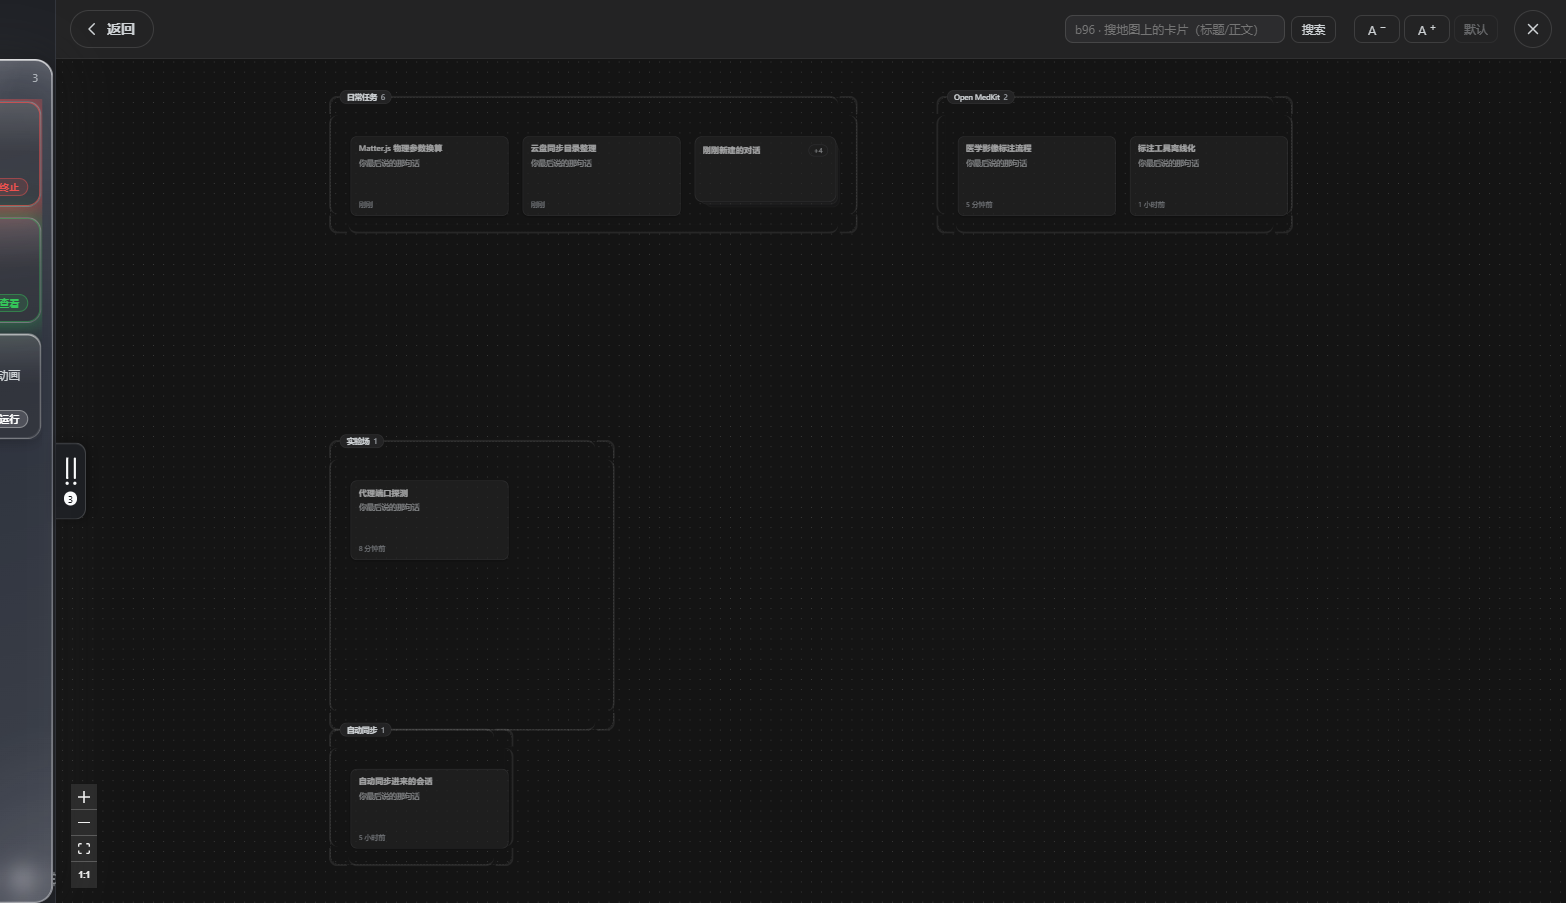 返回
b96 · 搜地图上的卡片（标题/正文）
搜索
A⁻
A⁺
默认
3
终止
查看
动画
运行
3
日常任务 6
Matter.js 物理参数换算
你最后说的那句话
刚刚
云盘同步目录整理
你最后说的那句话
刚刚
刚刚新建的对话
+4
Open MedKit 2
医学影像标注流程
你最后说的那句话
5 分钟前
标注工具离线化
你最后说的那句话
1 小时前
实验场 1
代理端口探测
你最后说的那句话
8 分钟前
自动同步 1
自动同步进来的会话
你最后说的那句话
5 小时前
1:1